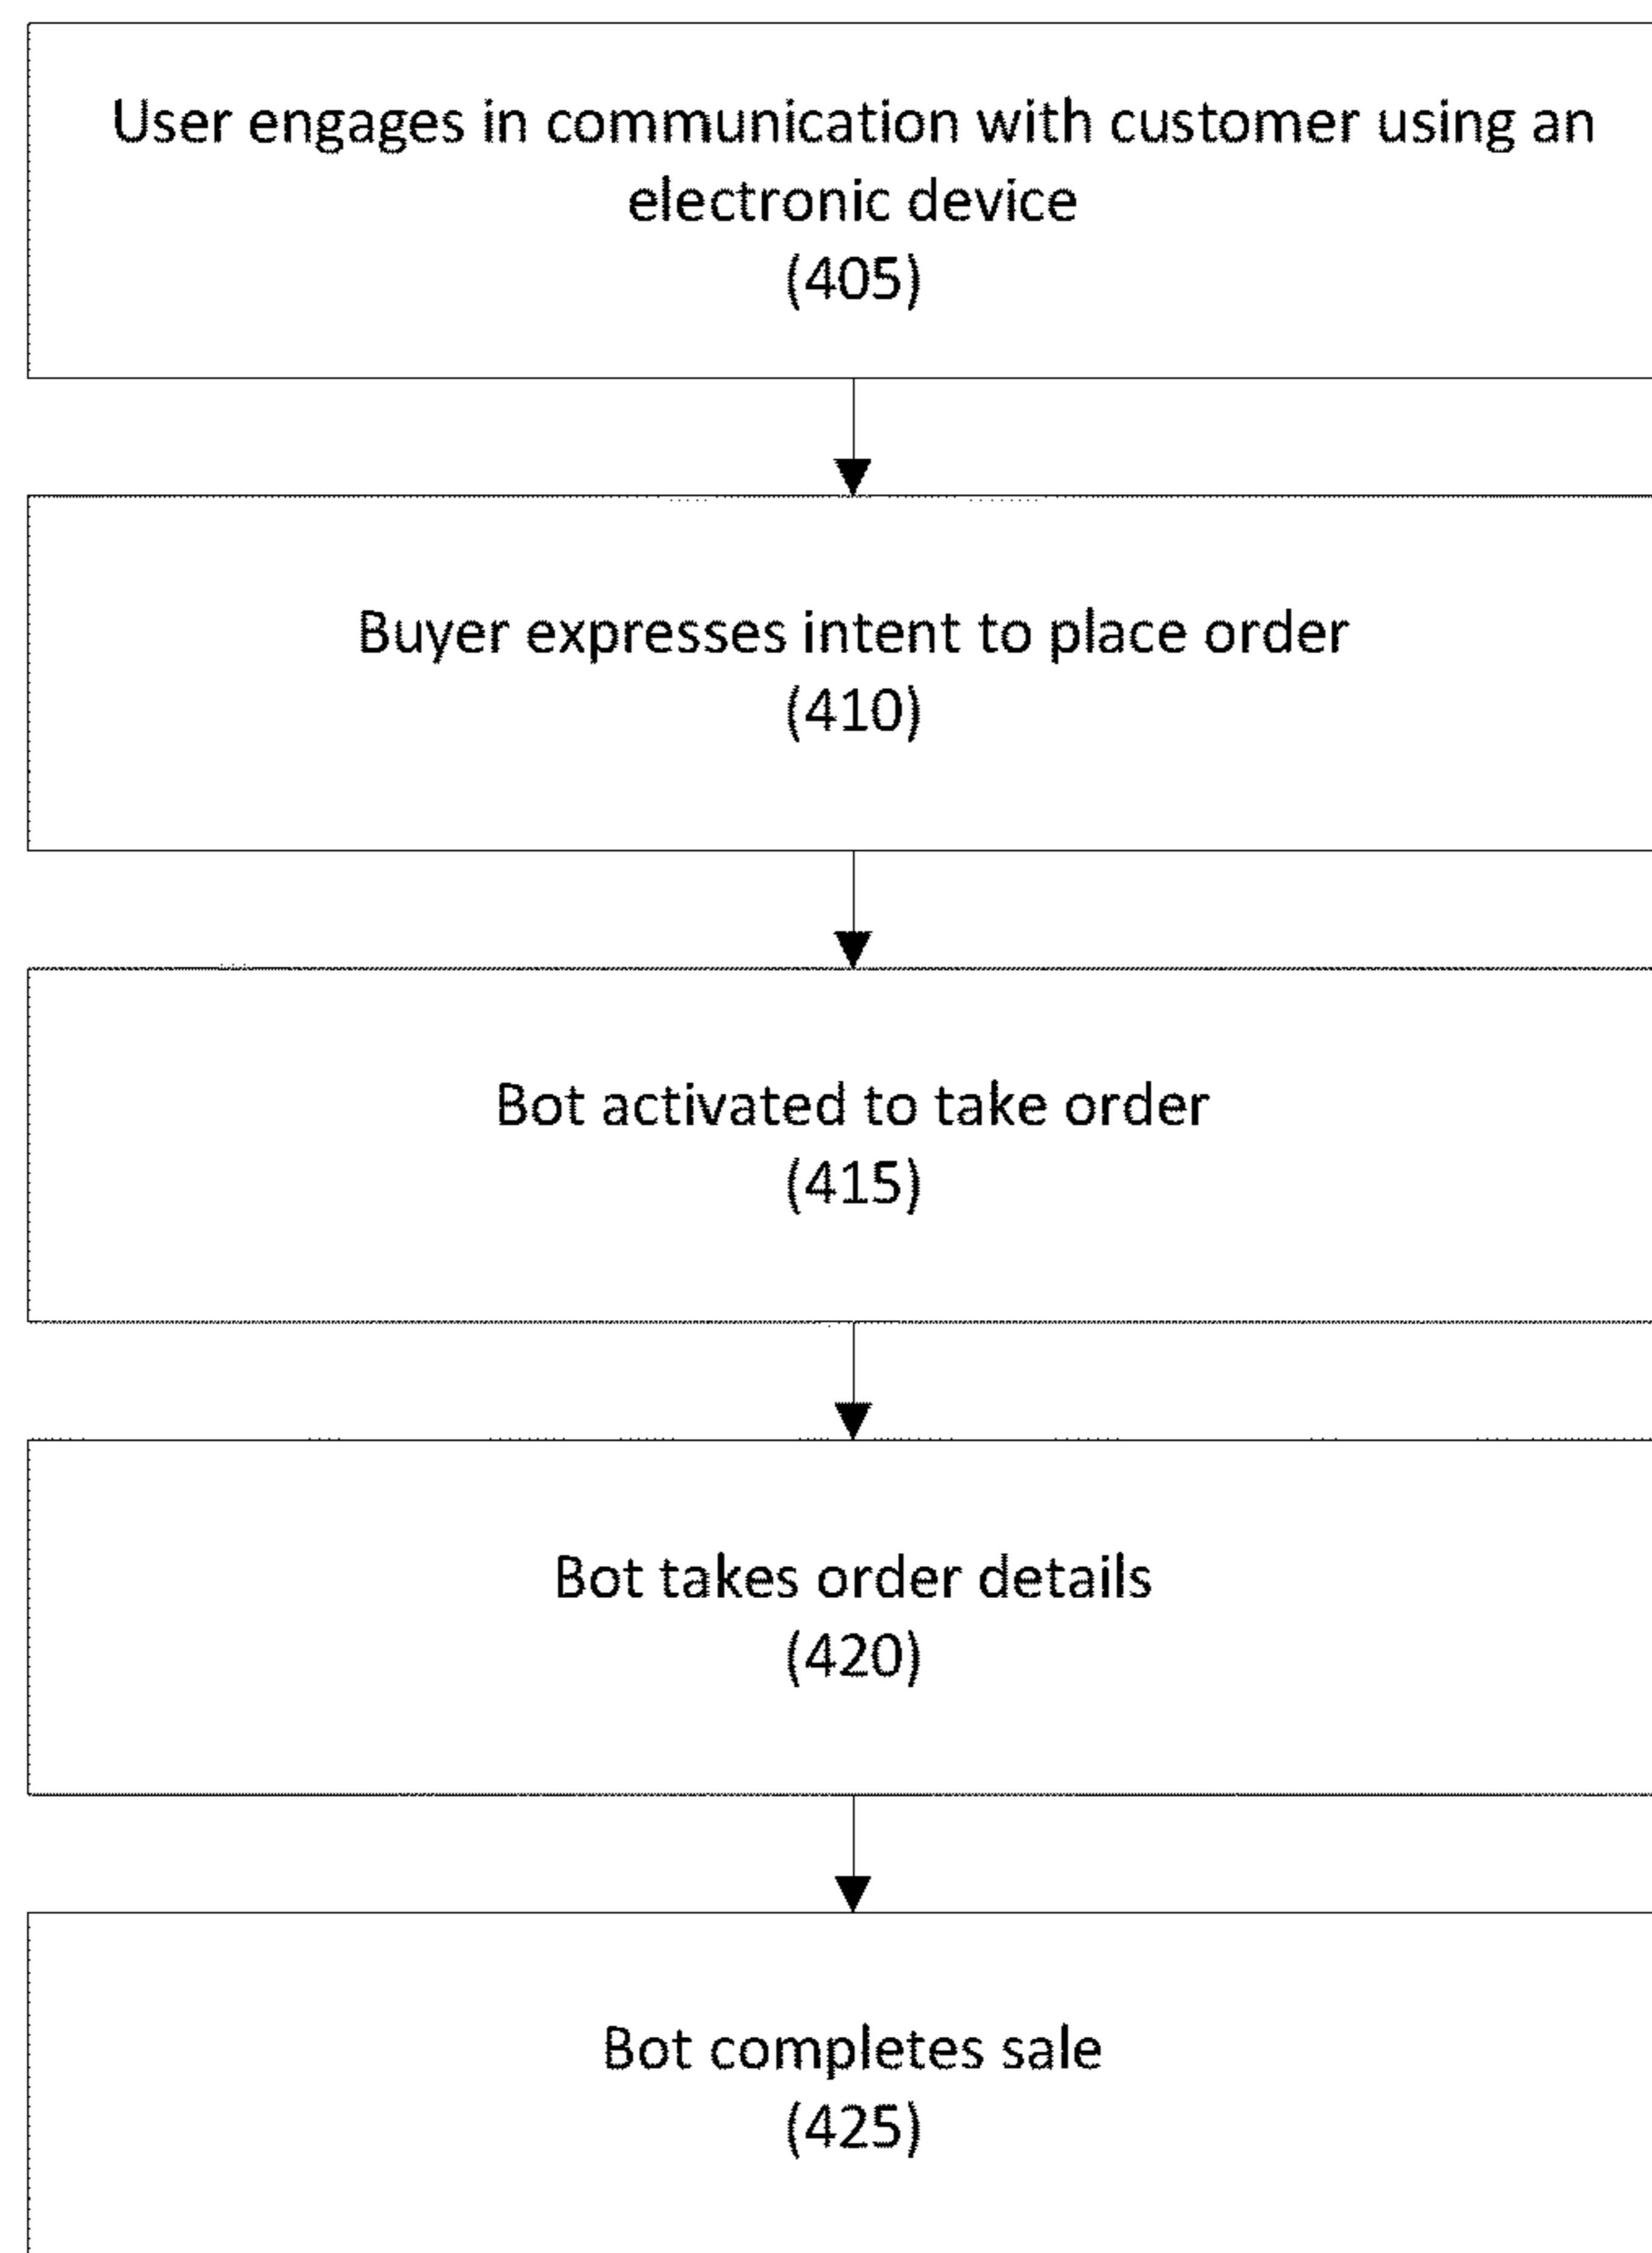 User engages in communication with customer using an
electronic device
(405)
Buyer expresses intent to place order
(410)
Bot activated to take order
(415)
Bot takes order details
(420)
Bot completes sale
(425)